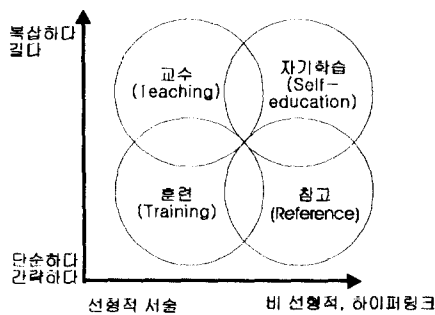 복잡하다
길다
교수
(Teaching)
자기학습
(Self-
education)
훈련
(Training)
참고
(Reference)
단순하다
간략하다
선형적 서술
비 선형적, 하이퍼링크